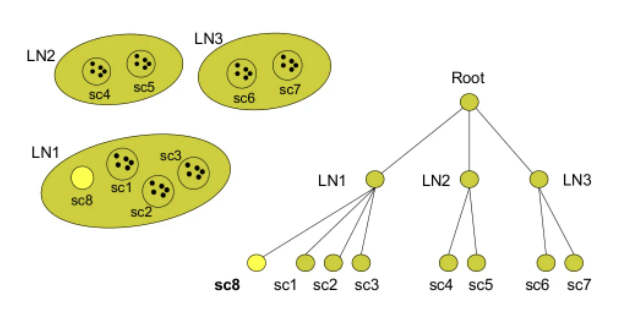 LN2
sc4
sc5
LN3
sc6
sc7
LN1
sc8
sc1
sc2
sc3
Root
LN1
LN2
LN3
sc8 sc1 sc2 sc3 sc4 sc5 sc6 sc7